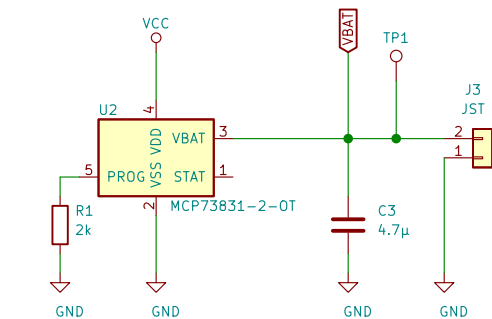 VCC
VBAT
TP1
J3
JST
U2
4
VDD
VBAT
3
2
1
5
PROG
VSS
STAT
1
2
MCP73831-2-OT
R1
2k
C3
4.7µ
GND
GND
GND
GND